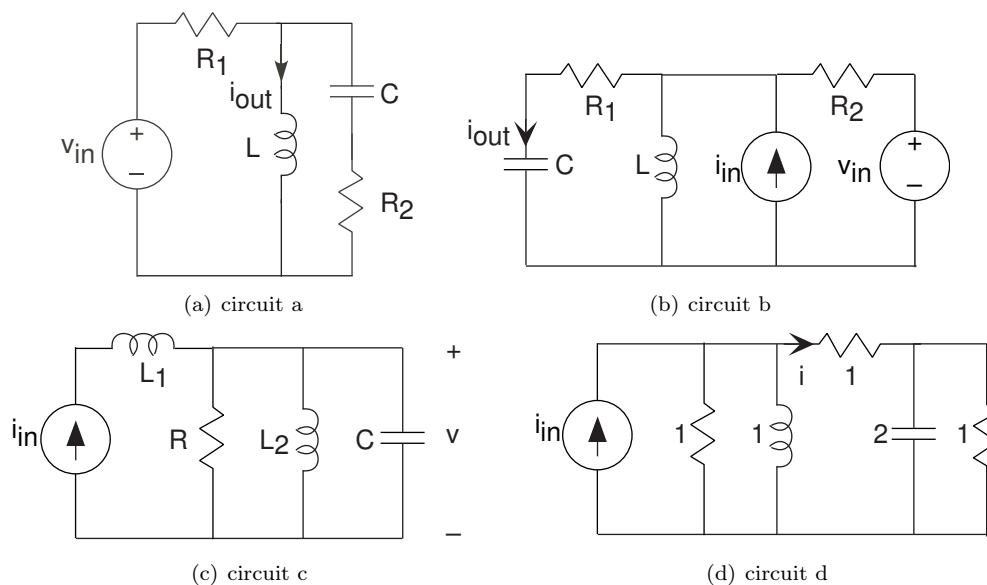 R1
iout
C
vin
+
−
L
R2
(a) circuit a
R1
R2
iout
C
L
iin
vin
+
−
(b) circuit b
L1
+
iin
R
L2
C
v
−
(c) circuit c
i
1
iin
1
1
2
1
(d) circuit d